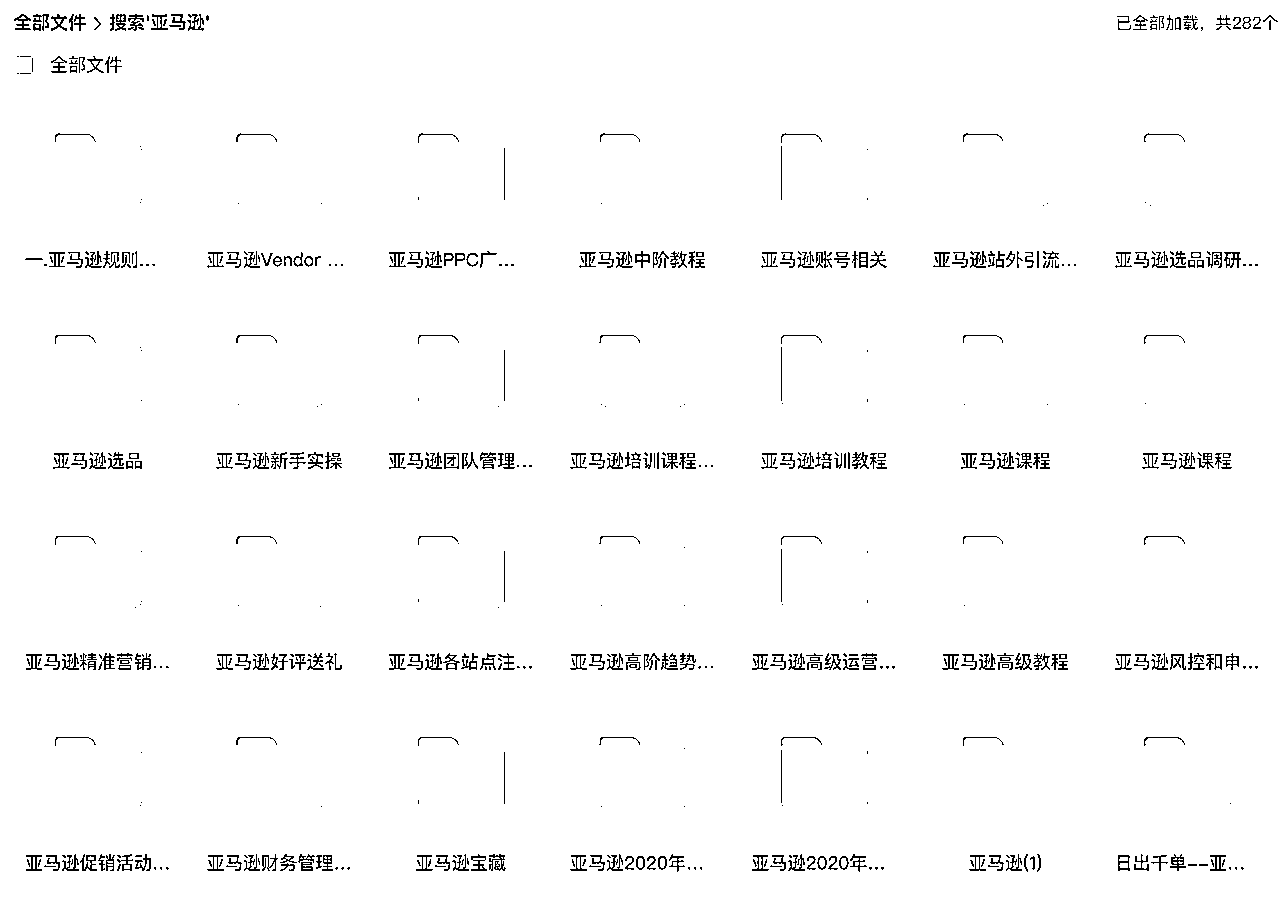 全部文件 > 搜索'亚马逊' 已全部加载，共282个
全部文件
一.亚马逊规则... 亚马逊Vendor ... 亚马逊PPC广... 亚马逊中阶教程 亚马逊账号相关 亚马逊站外引流... 亚马逊选品调研...
亚马逊选品 亚马逊新手实操 亚马逊团队管理... 亚马逊培训课程... 亚马逊培训教程 亚马逊课程 亚马逊课程
亚马逊精准营销... 亚马逊好评送礼 亚马逊各站点注... 亚马逊高阶趋势... 亚马逊高级运营... 亚马逊高级教程 亚马逊风控和申...
亚马逊促销活动... 亚马逊财务管理... 亚马逊宝藏 亚马逊2020年... 亚马逊2020年... 亚马逊(1) 日出千单--亚...